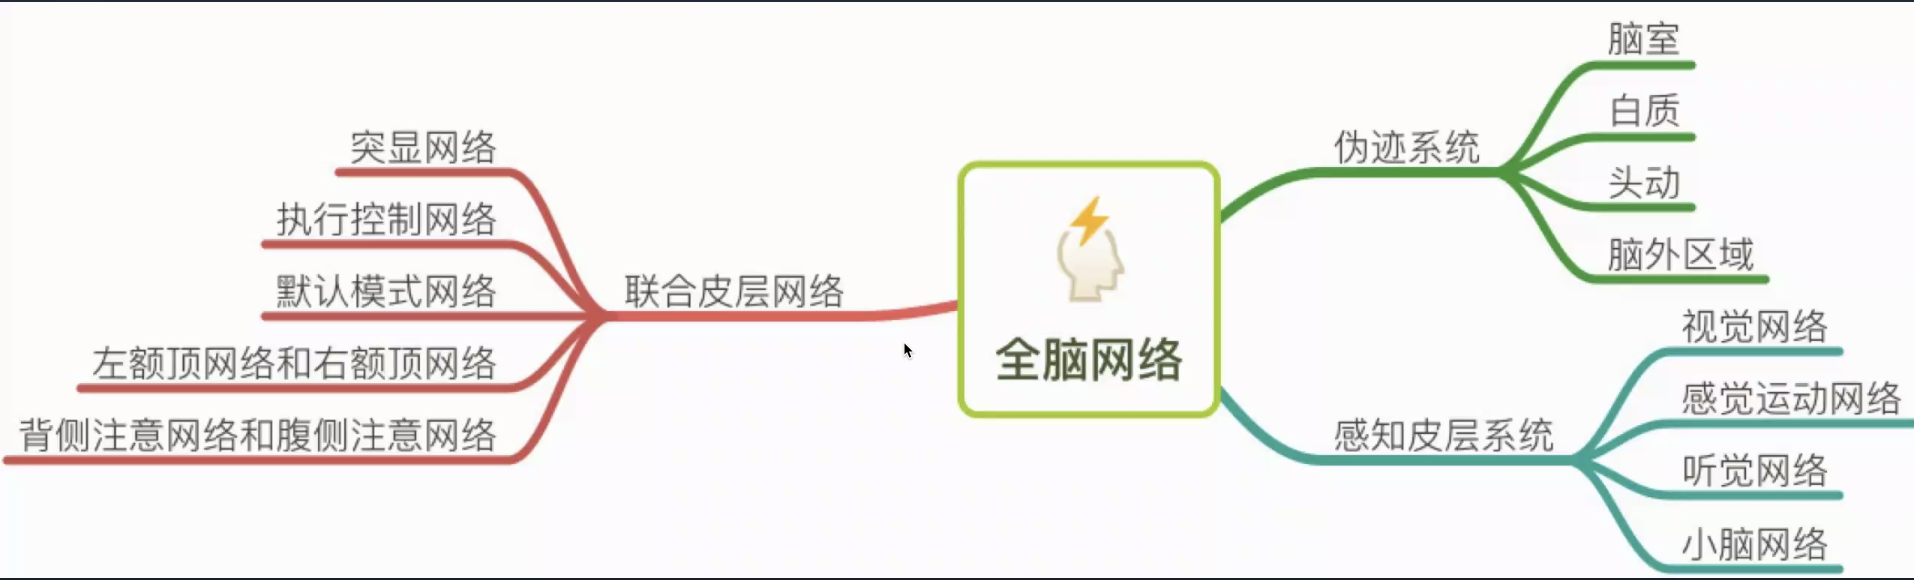 全脑网络
伪迹系统
脑室
白质
头动
脑外区域
感知皮层系统
视觉网络
感觉运动网络
听觉网络
小脑网络
联合皮层网络
突显网络
执行控制网络
默认模式网络
左额顶网络和右额顶网络
背侧注意网络和腹侧注意网络